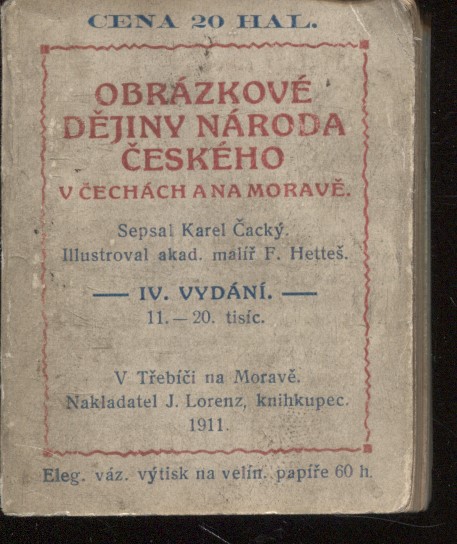 CENA 20 HAL.
OBRÁZKOVÉ
DĚJINY NÁRODA
ČESKÉHO
V ČECHÁCH A NA MORAVĚ.
Sepsal Karel Čacký.
Illustroval akad. malíř F. Hetteš.
— IV. VYDÁNÍ. —
11. — 20. tisíc.
V Třebíči na Moravě.
Nakladatel J. Lorenz, knihkupec.
1911.
Eleg. váz. výtisk na velin. papíře 60 h.